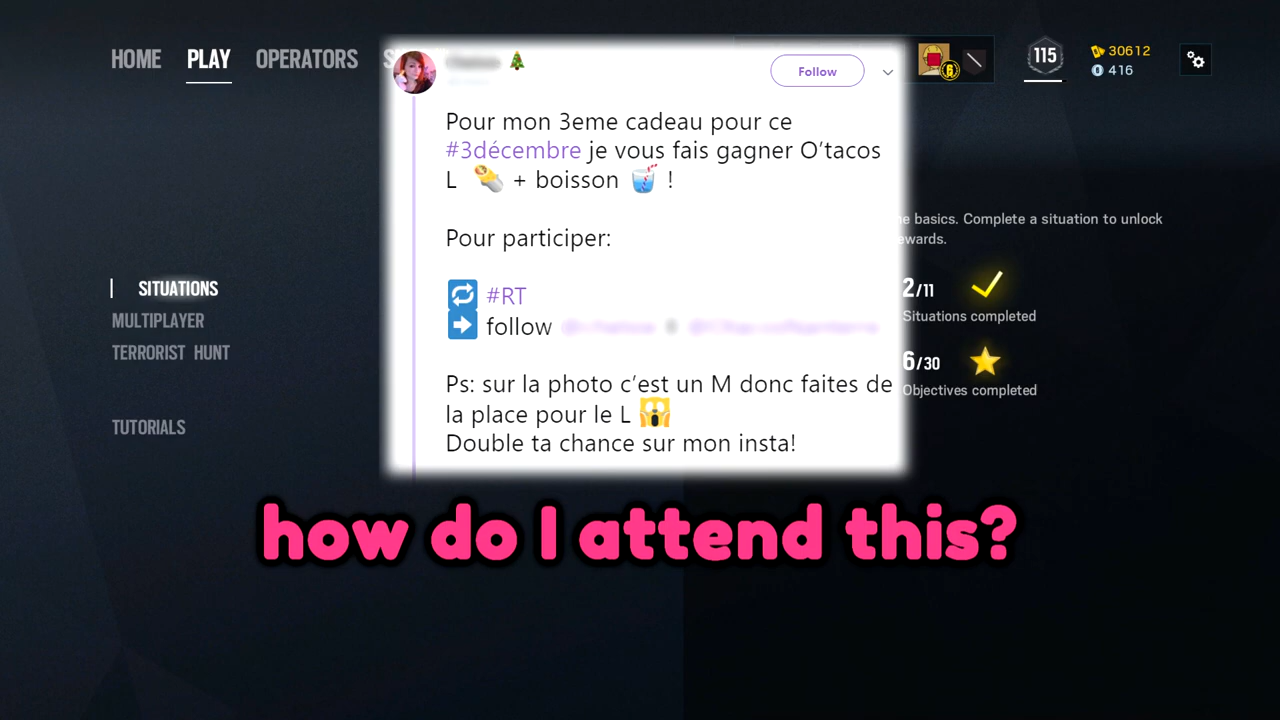 HOME PLAY OPERATORS
115
30612
416
Follow
Pour mon 3eme cadeau pour ce
#3décembre je vous fais gagner O'tacos
L 🌯 + boisson 🥤 !
Pour participer:
🔁 #RT
➡️ follow
Ps: sur la photo c'est un M donc faites de
la place pour le L 😱
Double ta chance sur mon insta!
SITUATIONS
MULTIPLAYER
TERRORIST HUNT
TUTORIALS
basics. Complete a situation to unlock
2/11
Situations completed
6/30
Objectives completed
how do I attend this?